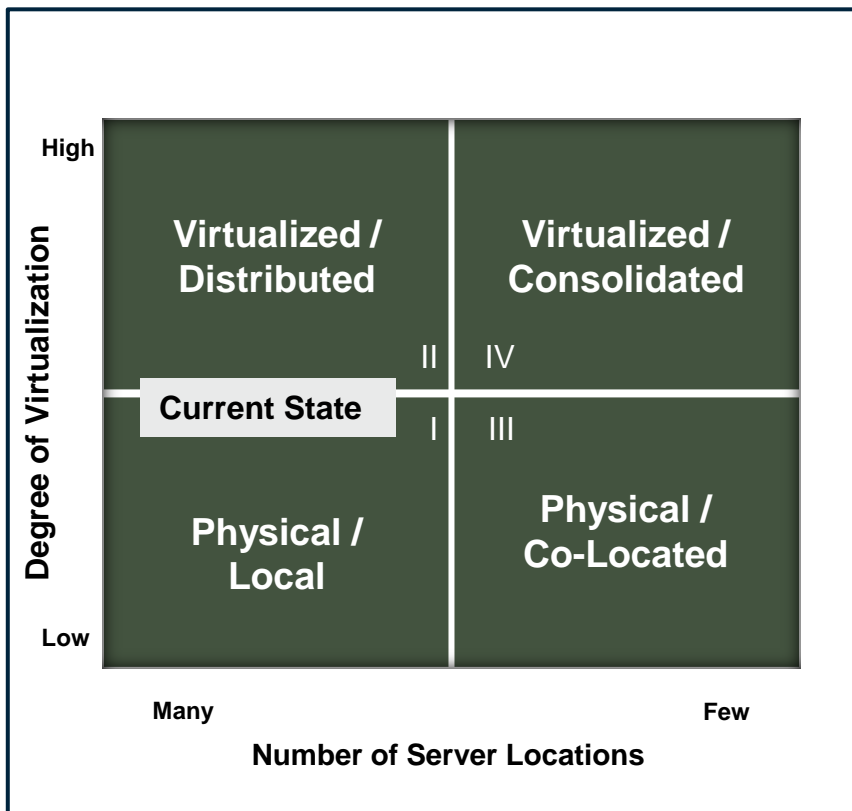 High
Virtualized /
Distributed
Virtualized /
Consolidated
II
IV
Degree of Virtualization
Current State
I
III
Physical /
Local
Physical /
Co-Located
Low
Many
Few
Number of Server Locations